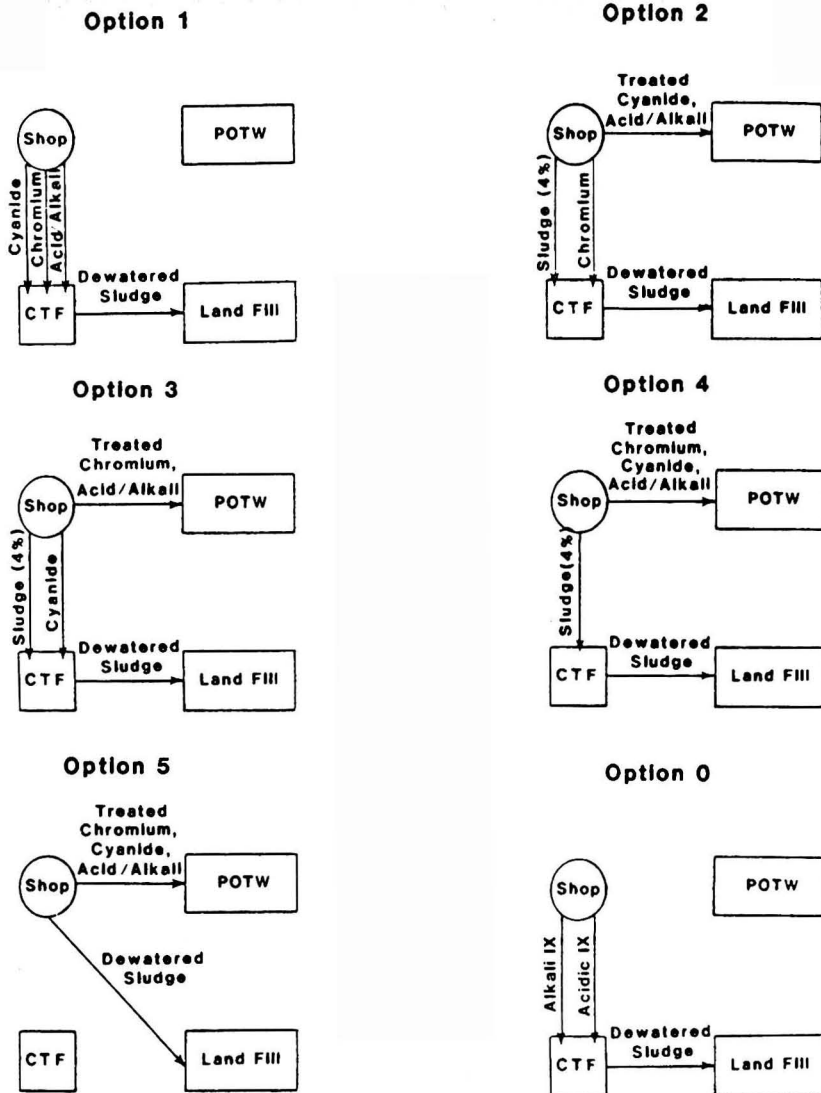 Option 1
Shop
POTW
Cyanide
Chromium
Acid/Alkali
CTF
Dewatered
Sludge
Land Fill
Option 2
Treated
Cyanide,
Acid/Alkali
Shop
POTW
Sludge (4%)
Chromium
Dewatered
Sludge
CTF
Land Fill
Option 3
Treated
Chromium,
Acid/Alkali
Shop
POTW
Sludge (4%)
Cyanide
Dewatered
Sludge
CTF
Land Fill
Option 4
Treated
Chromium,
Cyanide,
Acid/Alkali
Shop
POTW
Sludge(4%)
Dewatered
Sludge
CTF
Land Fill
Option 5
Treated
Chromium,
Cyanide,
Acid/Alkali
Shop
POTW
Dewatered
Sludge
CTF
Land Fill
Option 0
Shop
POTW
Alkali IX
Acidic IX
Dewatered
Sludge
CTF
Land Fill